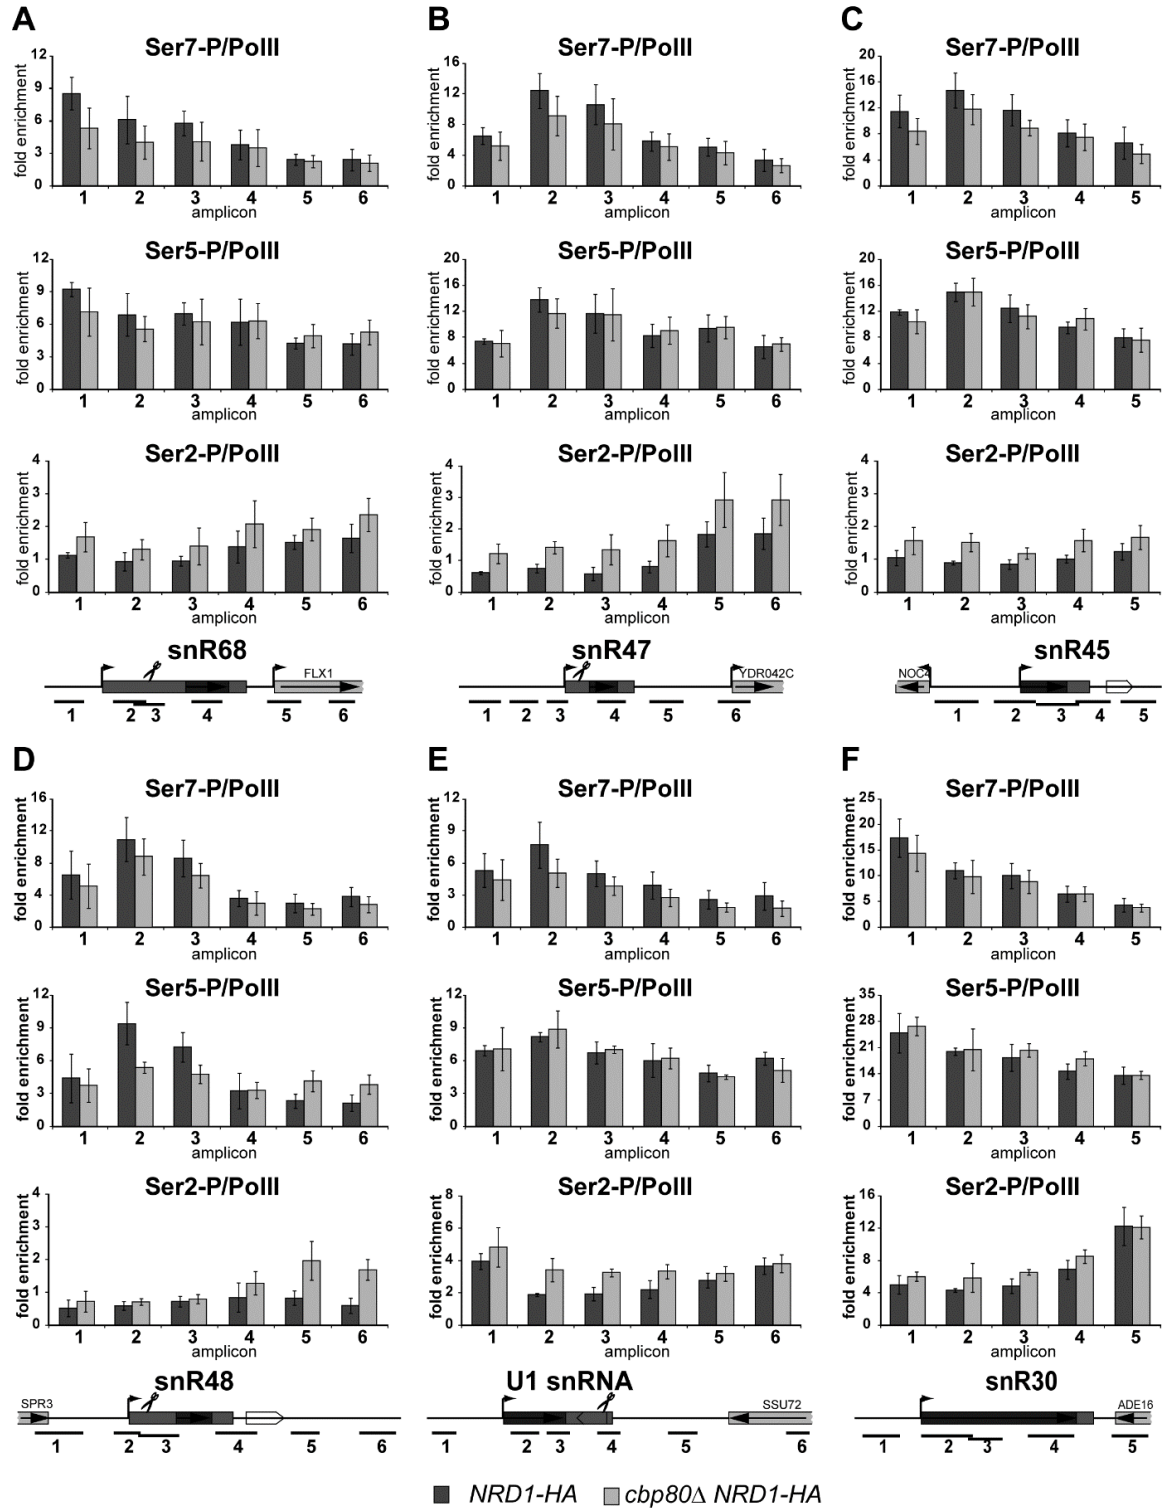 A
Ser7-P/PolII
fold enrichment
12
9
6
3
0
1 2 3 4 5 6
amplicon
Ser5-P/PolII
fold enrichment
12
9
6
3
0
1 2 3 4 5 6
amplicon
Ser2-P/PolII
fold enrichment
4
3
2
1
0
1 2 3 4 5 6
amplicon
snR68
FLX1
1 2 3 4 5 6
B
Ser7-P/PolII
fold enrichment
16
12
8
4
0
1 2 3 4 5 6
amplicon
Ser5-P/PolII
fold enrichment
20
16
12
8
4
0
1 2 3 4 5 6
amplicon
Ser2-P/PolII
fold enrichment
4
3
2
1
0
1 2 3 4 5 6
amplicon
snR47
YDR042C
1 2 3 4 5 6
C
Ser7-P/PolII
fold enrichment
20
16
12
8
4
0
1 2 3 4 5
amplicon
Ser5-P/PolII
fold enrichment
20
16
12
8
4
0
1 2 3 4 5
amplicon
Ser2-P/PolII
fold enrichment
4
3
2
1
0
1 2 3 4 5
amplicon
snR45
NOC4
1 2 3 4 5
D
Ser7-P/PolII
fold enrichment
16
12
8
4
0
1 2 3 4 5 6
amplicon
Ser5-P/PolII
fold enrichment
12
9
6
3
0
1 2 3 4 5 6
amplicon
Ser2-P/PolII
fold enrichment
4
3
2
1
0
1 2 3 4 5 6
amplicon
snR48
SPR3
1 2 3 4 5 6
E
Ser7-P/PolII
fold enrichment
12
9
6
3
0
1 2 3 4 5 6
amplicon
Ser5-P/PolII
fold enrichment
12
9
6
3
0
1 2 3 4 5 6
amplicon
Ser2-P/PolII
fold enrichment
8
6
4
2
0
1 2 3 4 5 6
amplicon
U1 snRNA
SSU72
1 2 3 4 5 6
F
Ser7-P/PolII
fold enrichment
25
20
15
10
5
0
1 2 3 4 5
amplicon
Ser5-P/PolII
fold enrichment
35
28
21
14
7
0
1 2 3 4 5
amplicon
Ser2-P/PolII
fold enrichment
16
12
8
4
0
1 2 3 4 5
amplicon
snR30
ADE16
1 2 3 4 5
NRD1-HA cbp80Δ NRD1-HA